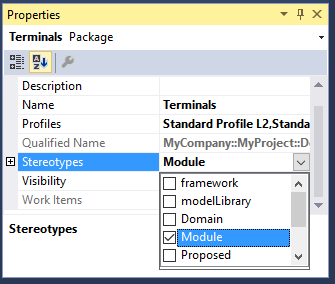 Properties
Terminals Package
Description
Name Terminals
Profiles Standard Profile L2,Standa
Qualified Name MyCompany::MyProject::D
Stereotypes Module
Visibility
Work Items
framework
modelLibrary
Domain
Module
Proposed
Stereotypes